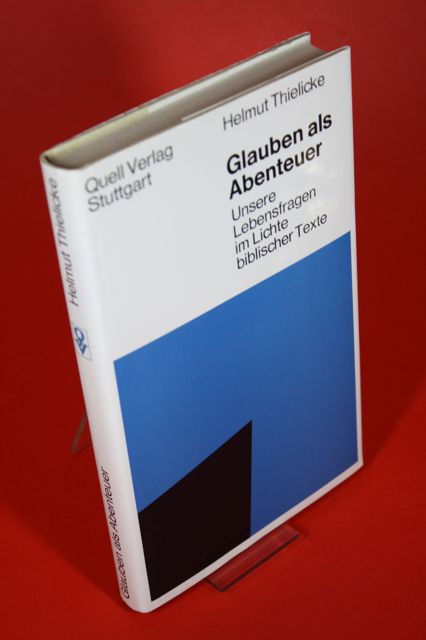 Quell Verlag
Stuttgart
Helmut Thielicke
Glauben als
Abenteuer
Unsere
Lebensfragen
im Lichte
biblischer Texte
Helmut Thielicke
Glauben als Abenteuer